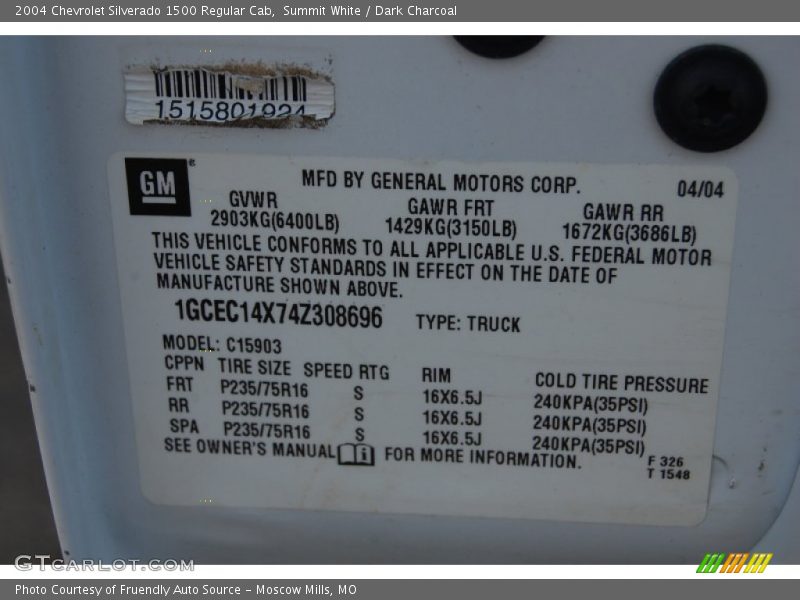 2004 Chevrolet Silverado 1500 Regular Cab,  Summit White / Dark Charcoal
1515801924
GM
MFD BY GENERAL MOTORS CORP.
04/04
GVWR GAWR FRT GAWR RR
2903KG(6400LB) 1429KG(3150LB) 1672KG(3686LB)
THIS VEHICLE CONFORMS TO ALL APPLICABLE U.S. FEDERAL MOTOR
VEHICLE SAFETY STANDARDS IN EFFECT ON THE DATE OF
MANUFACTURE SHOWN ABOVE.
1GCEC14X74Z308696 TYPE: TRUCK
MODEL: C15903
CPPN TIRE SIZE SPEED RTG RIM COLD TIRE PRESSURE
FRT P235/75R16 S 16X6.5J 240KPA(35PSI)
RR P235/75R16 S 16X6.5J 240KPA(35PSI)
SPA P235/75R16 S 16X6.5J 240KPA(35PSI)
SEE OWNER'S MANUAL i FOR MORE INFORMATION.
F 326
T 1548
GTCARLOT.COM
Photo Courtesy of Fruendly Auto Source – Moscow Mills, MO